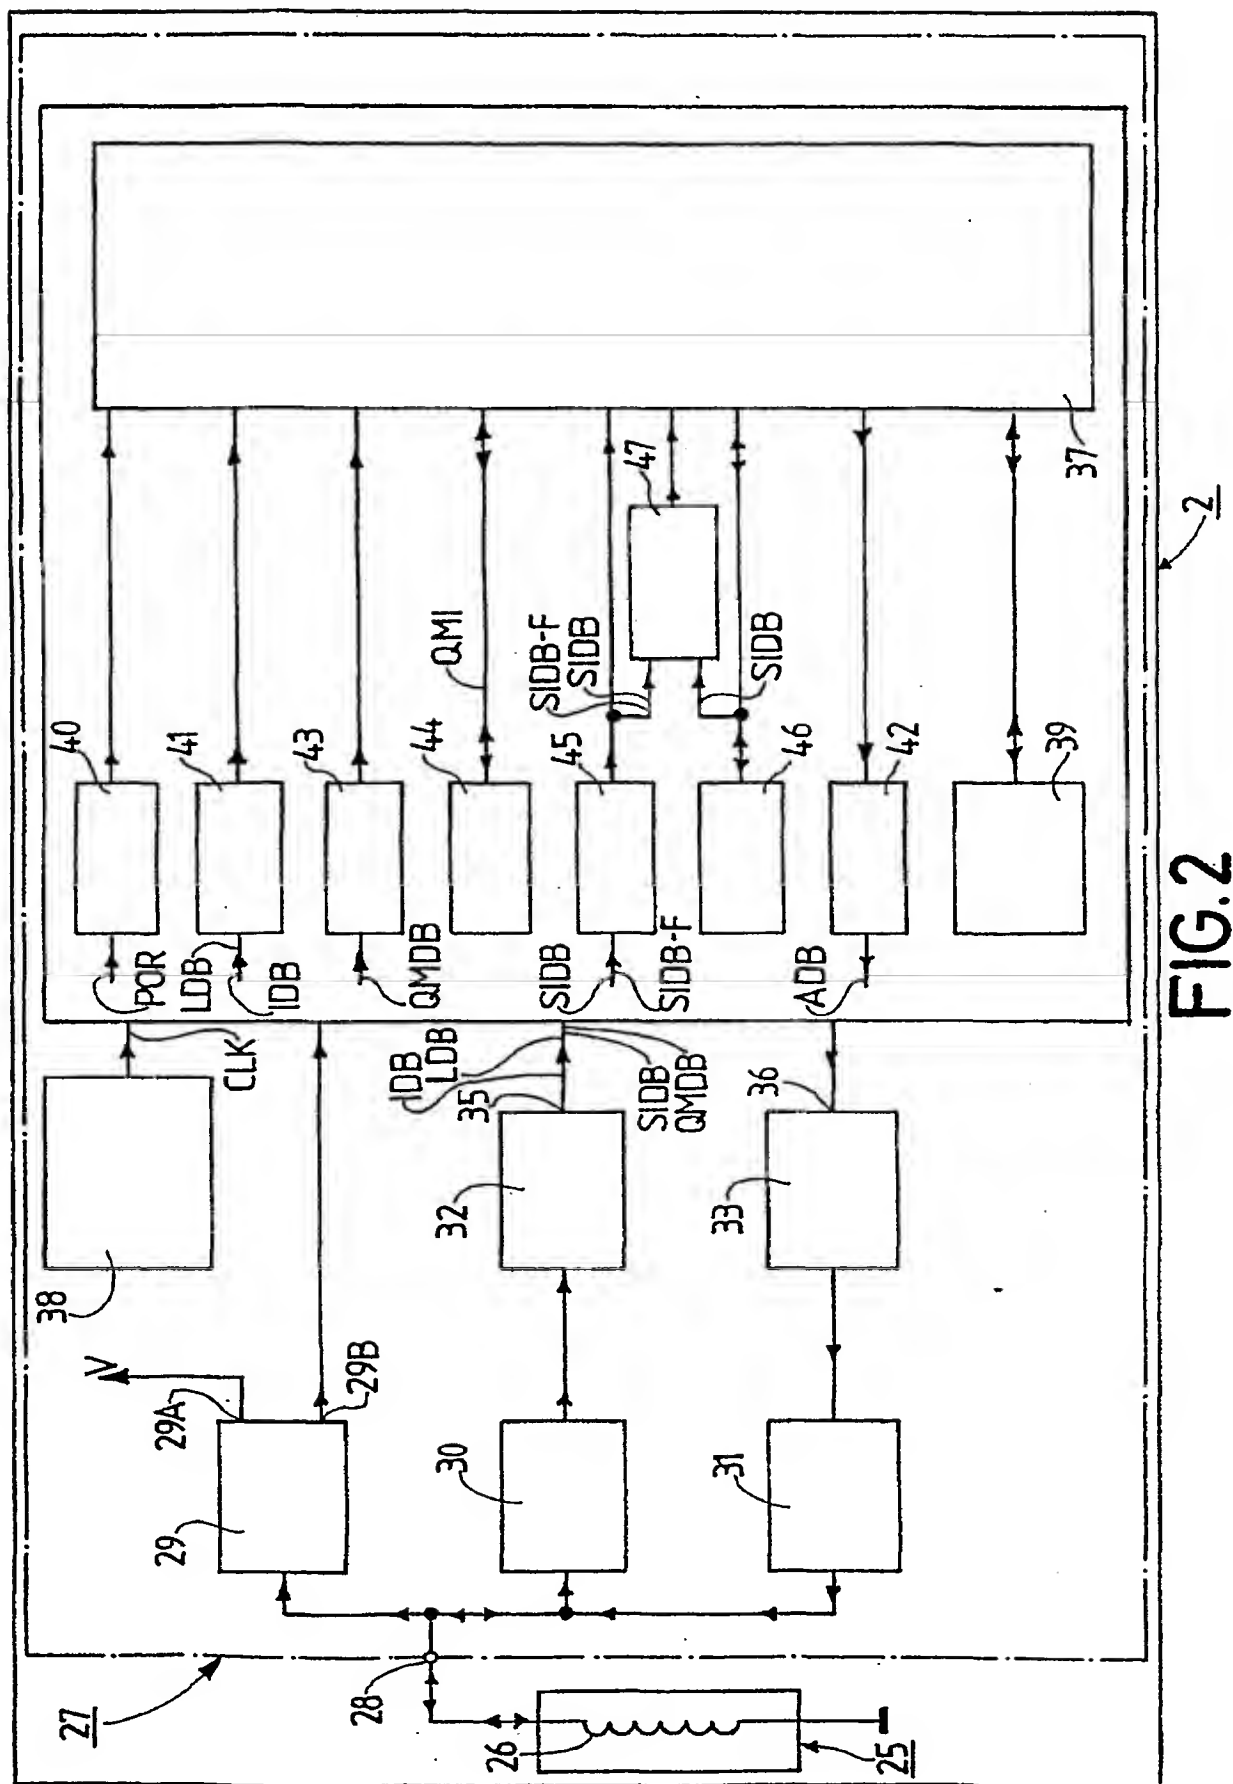 27
28
26
25
29
29A
V
29B
30
31
38
32
33
CLK
IDB
LDB
35
SIDB
QMDB
36
POR
LDB
IDB
QMDB
SIDB
SIDB-F
ADB
40
41
43
44
45
46
42
39
QMI
SIDB-F
SIDB
SIDB
47
37
2
FIG.2